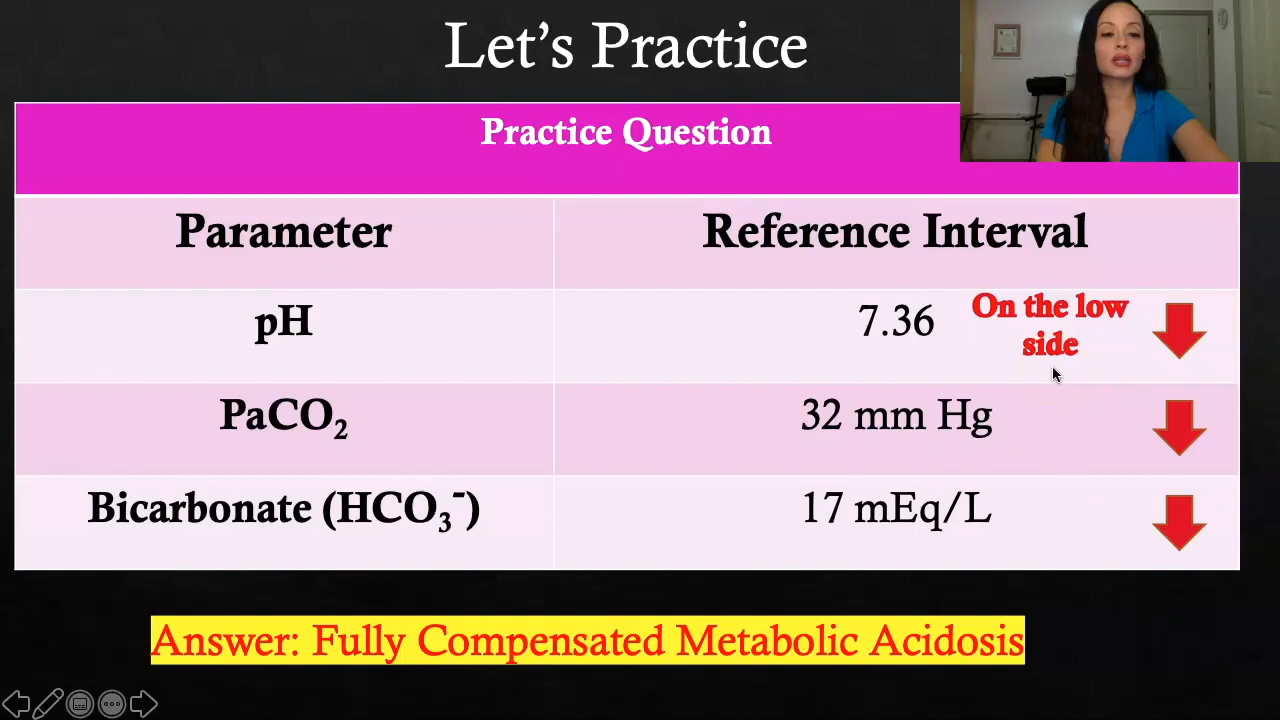 Let's Practice
Practice Question
Parameter Reference Interval
pH 7.36 On the low
side
PaCO₂ 32 mm Hg
Bicarbonate (HCO₃⁻) 17 mEq/L
Answer: Fully Compensated Metabolic Acidosis